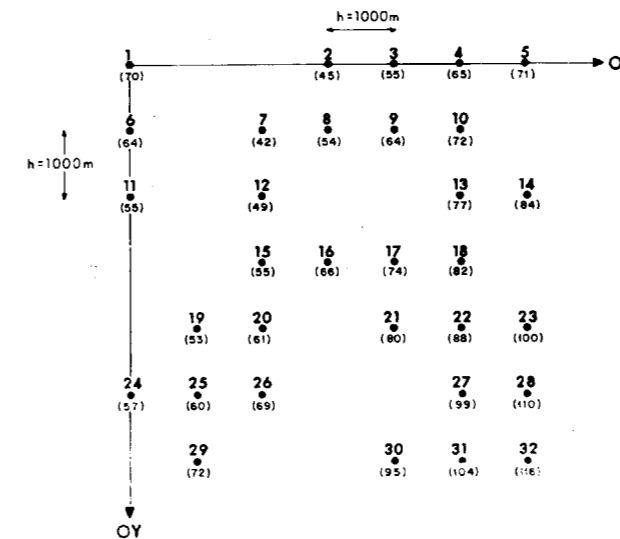 h=1000m
1 2 3 4 5
(70) (45) (55) (65) (71)
6 7 8 9 10
(64) (42) (54) (64) (72)
h=1000m
11 12 13 14
(55) (49) (77) (84)
15 16 17 18
(55) (66) (74) (82)
19 20 21 22 23
(53) (61) (80) (88) (100)
24 25 26 27 28
(57) (60) (69) (99) (110)
29 30 31 32
(72) (95) (104) (116)
OY